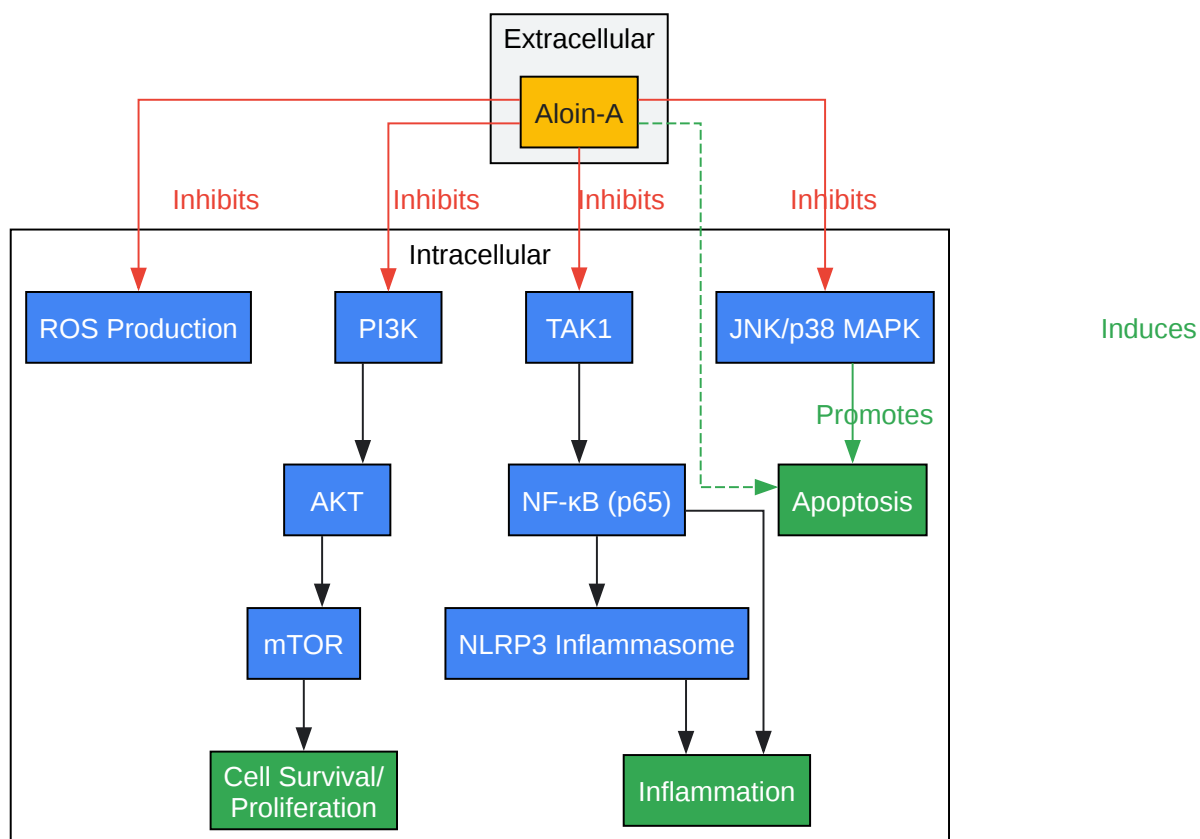 Extracellular
Aloin-A
Inhibits
Inhibits
Inhibits
Inhibits
Intracellular
ROS Production
PI3K
TAK1
JNK/p38 MAPK
Induces
Promotes
AKT
NF-κB (p65)
Apoptosis
mTOR
NLRP3 Inflammasome
Cell Survival/
Proliferation
Inflammation